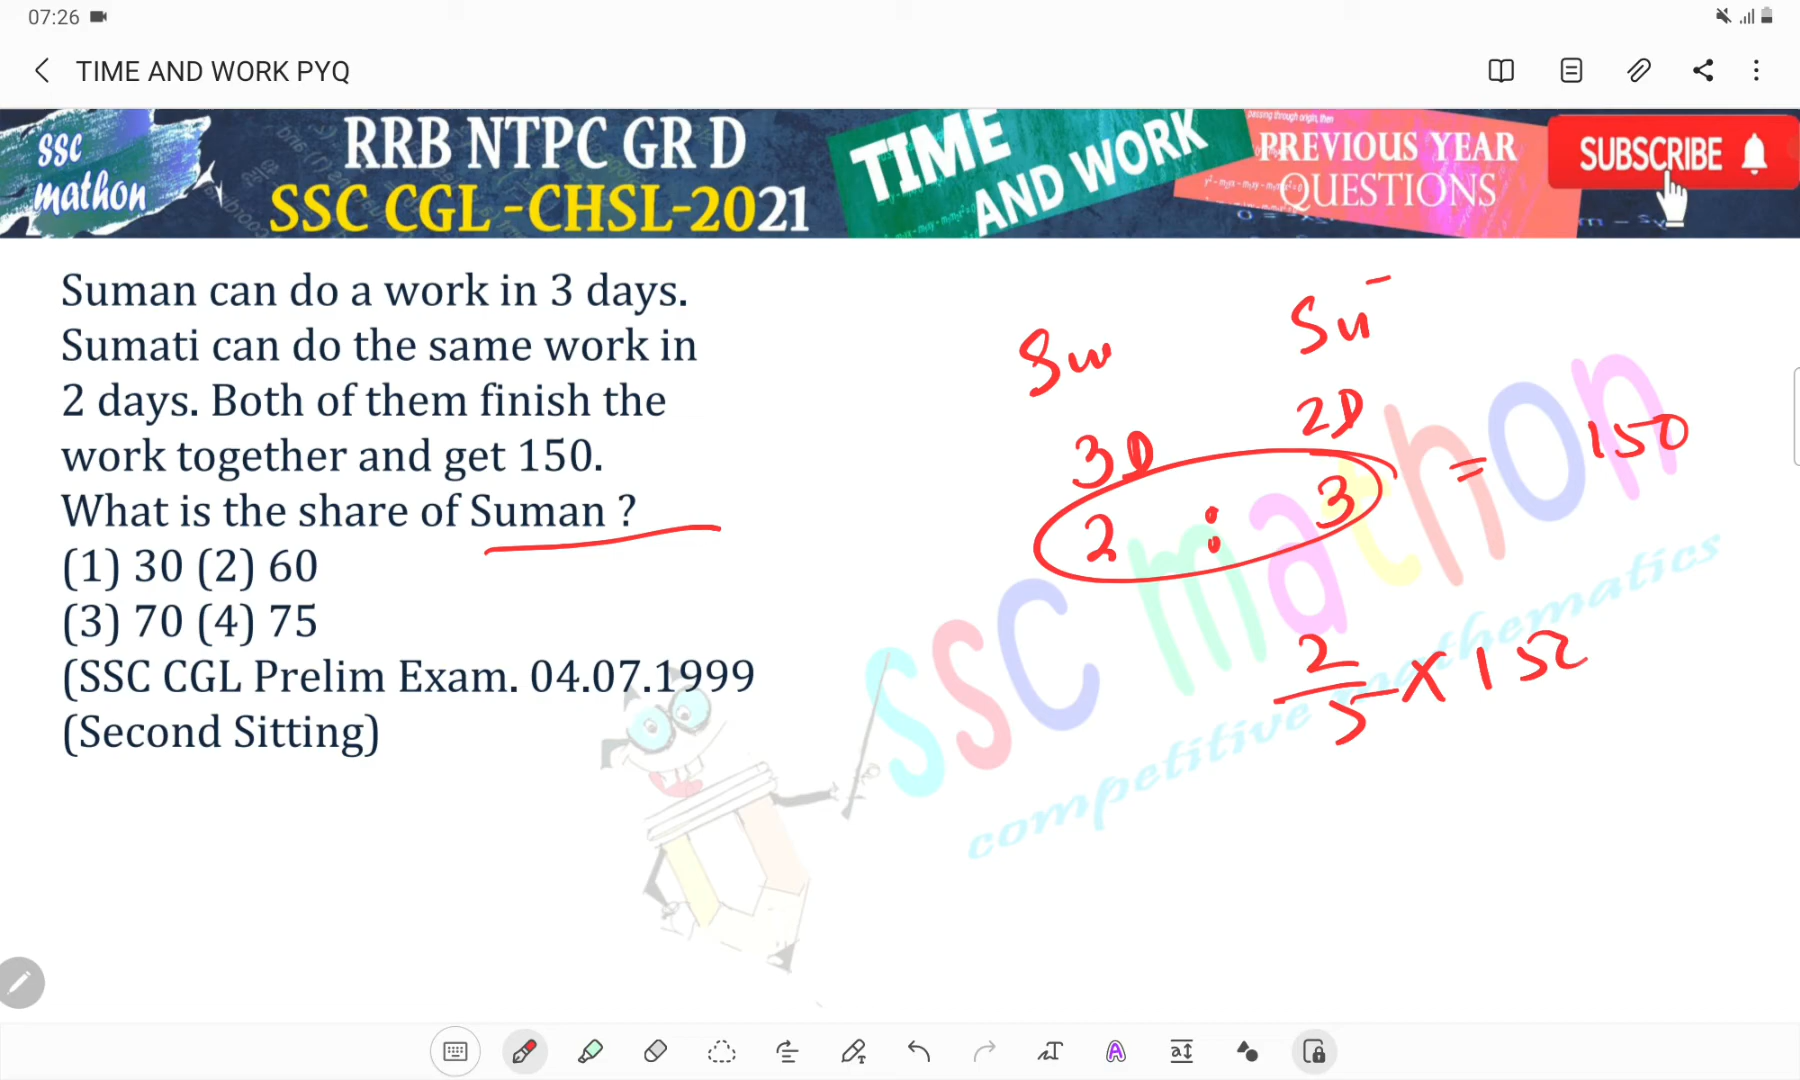 07:26
TIME AND WORK PYQ
SSC
mathon
RRB NTPC GR D
SSC CGL -CHSL-2021
TIME
AND WORK
PREVIOUS YEAR
QUESTIONS
SUBSCRIBE
Suman can do a work in 3 days.
Sumati can do the same work in
2 days. Both of them finish the
work together and get 150.
What is the share of Suman ?
(1) 30 (2) 60
(3) 70 (4) 75
(SSC CGL Prelim Exam. 04.07.1999
(Second Sitting)
Su
3D
2D
2 : 3 = 150
2/5 × 150
ssc mathon
competitive mathematics